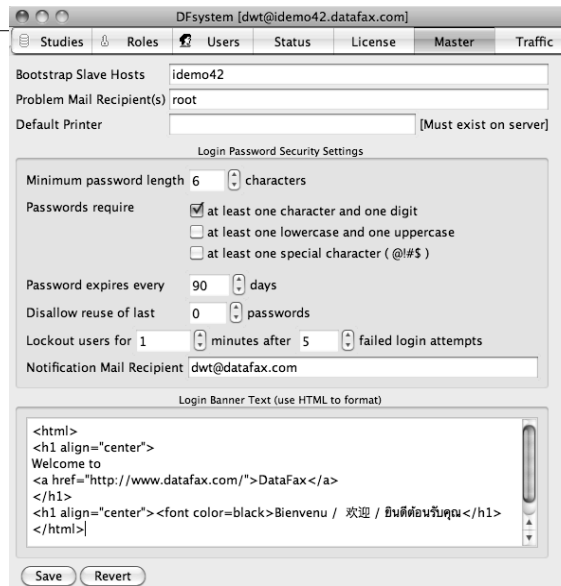 DFsystem [dwt@idemo42.datafax.com]
Studies Roles Users Status License Master Traffic
Bootstrap Slave Hosts idemo42
Problem Mail Recipient(s) root
Default Printer [Must exist on server]
Login Password Security Settings
Minimum password length 6 characters
Passwords require at least one character and one digit
at least one lowercase and one uppercase
at least one special character ( @!#$ )
Password expires every 90 days
Disallow reuse of last 0 passwords
Lockout users for 1 minutes after 5 failed login attempts
Notification Mail Recipient dwt@datafax.com
Login Banner Text (use HTML to format)
<html>
<h1 align="center">
Welcome to
<a href="http://www.datafax.com/">DataFax</a>
</h1>
<h1 align="center"><font color=black>Bienvenu / 欢迎 / ยินดีต้อนรับคุณ</h1>
</html>
Save Revert